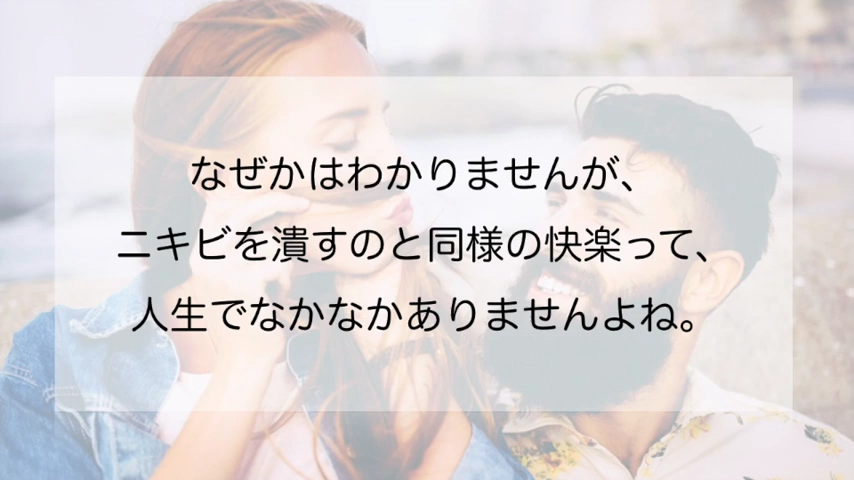 なぜかはわかりませんが、
ニキビを潰すのと同様の快楽って、
人生でなかなかありませんよね。